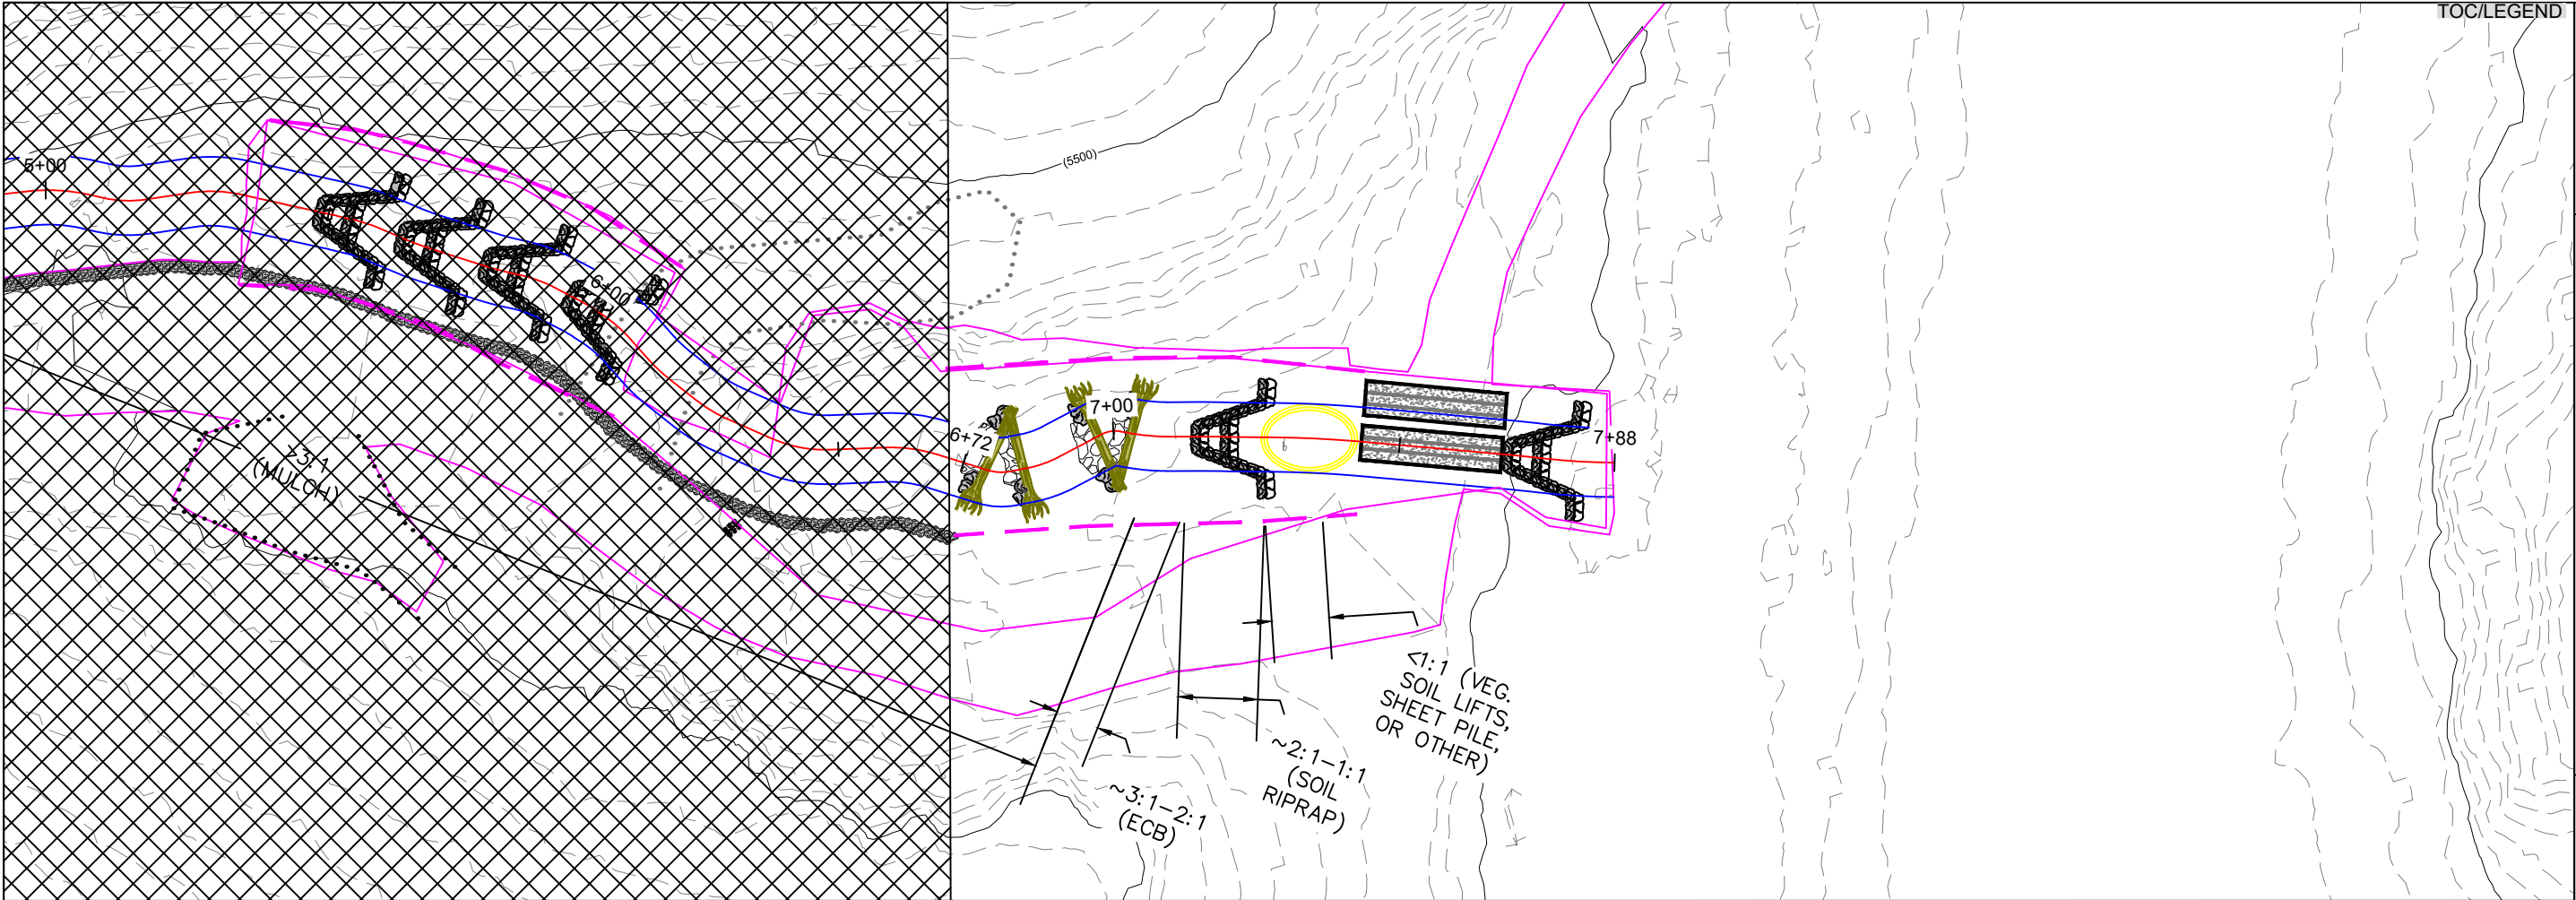 TOC/LEGEND
5+00
(5500)
6+00
7+00
6+72
7+88
>3:1
(MULCH)
<1:1 (VEG.
SOIL LIFTS,
SHEET PILE,
OR OTHER)
~2:1-1:1
(SOIL
RIPRAP)
~3:1-2:1
(ECB)